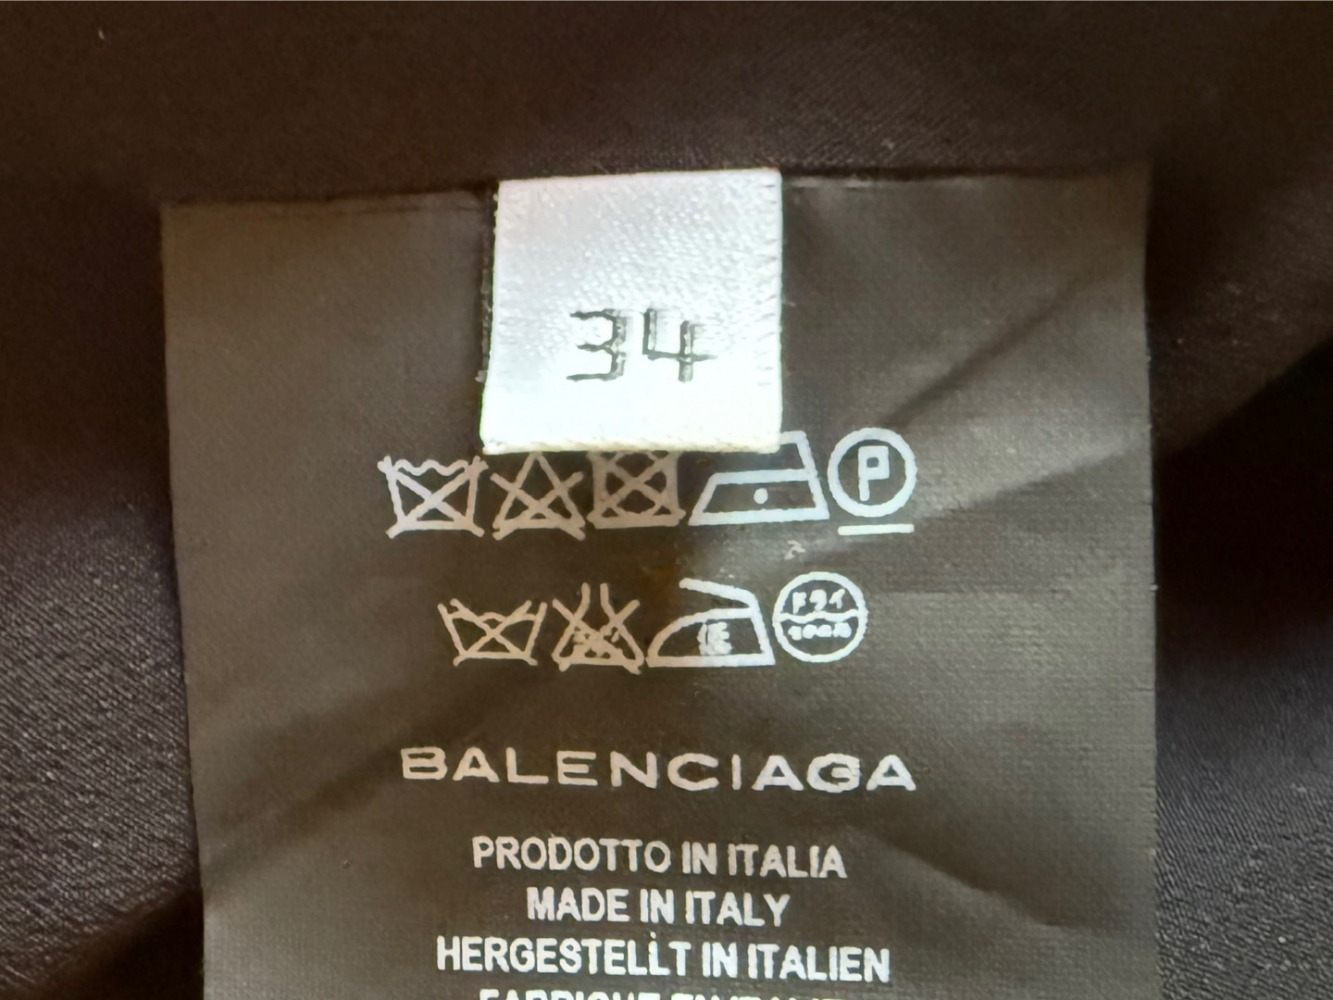 34
P
ドライ
BALENCIAGA
PRODOTTO IN ITALIA
MADE IN ITALY
HERGESTELLT IN ITALIEN